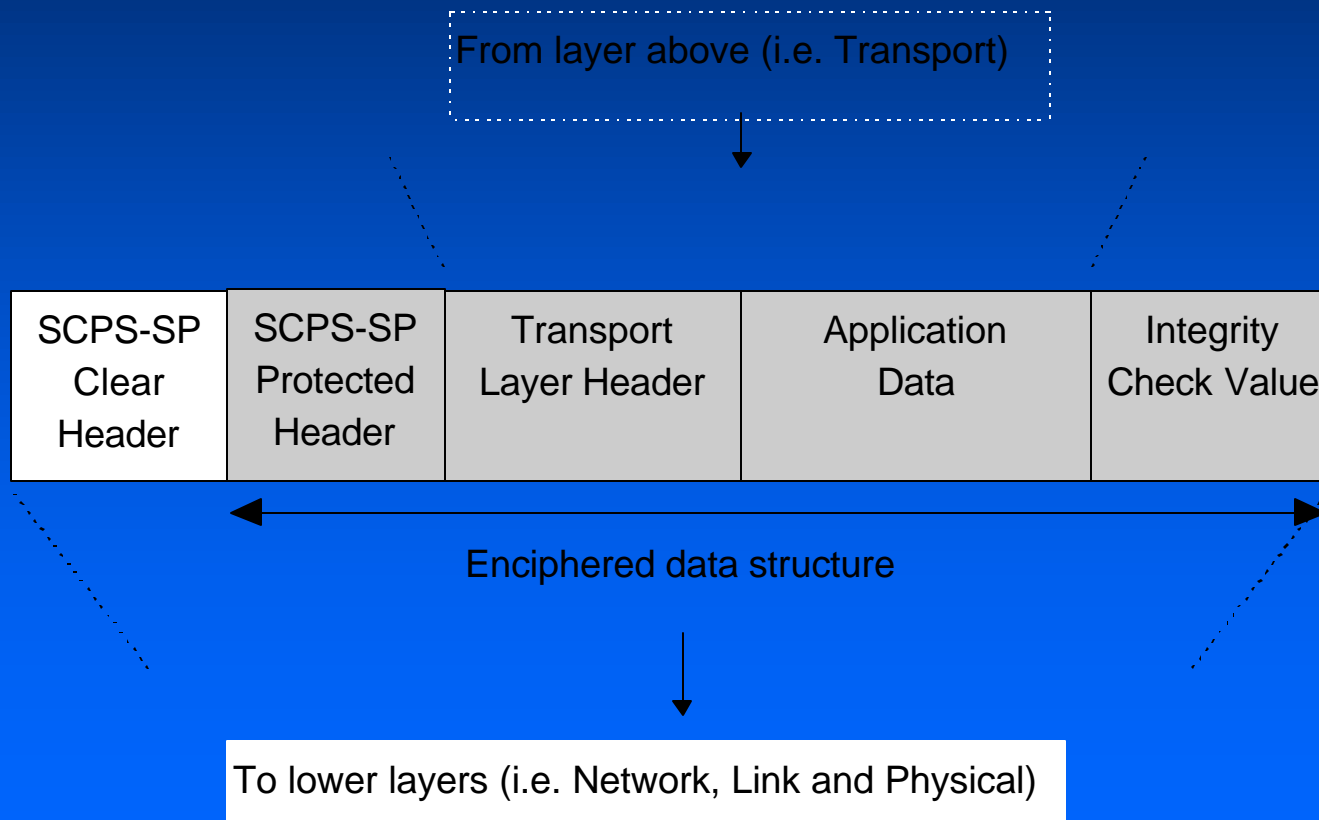 From layer above (i.e. Transport)
SCPS-SP
Clear
Header
SCPS-SP
Protected
Header
Transport
Layer Header
Application
Data
Integrity
Check Value
Enciphered data structure
To lower layers (i.e. Network, Link and Physical)